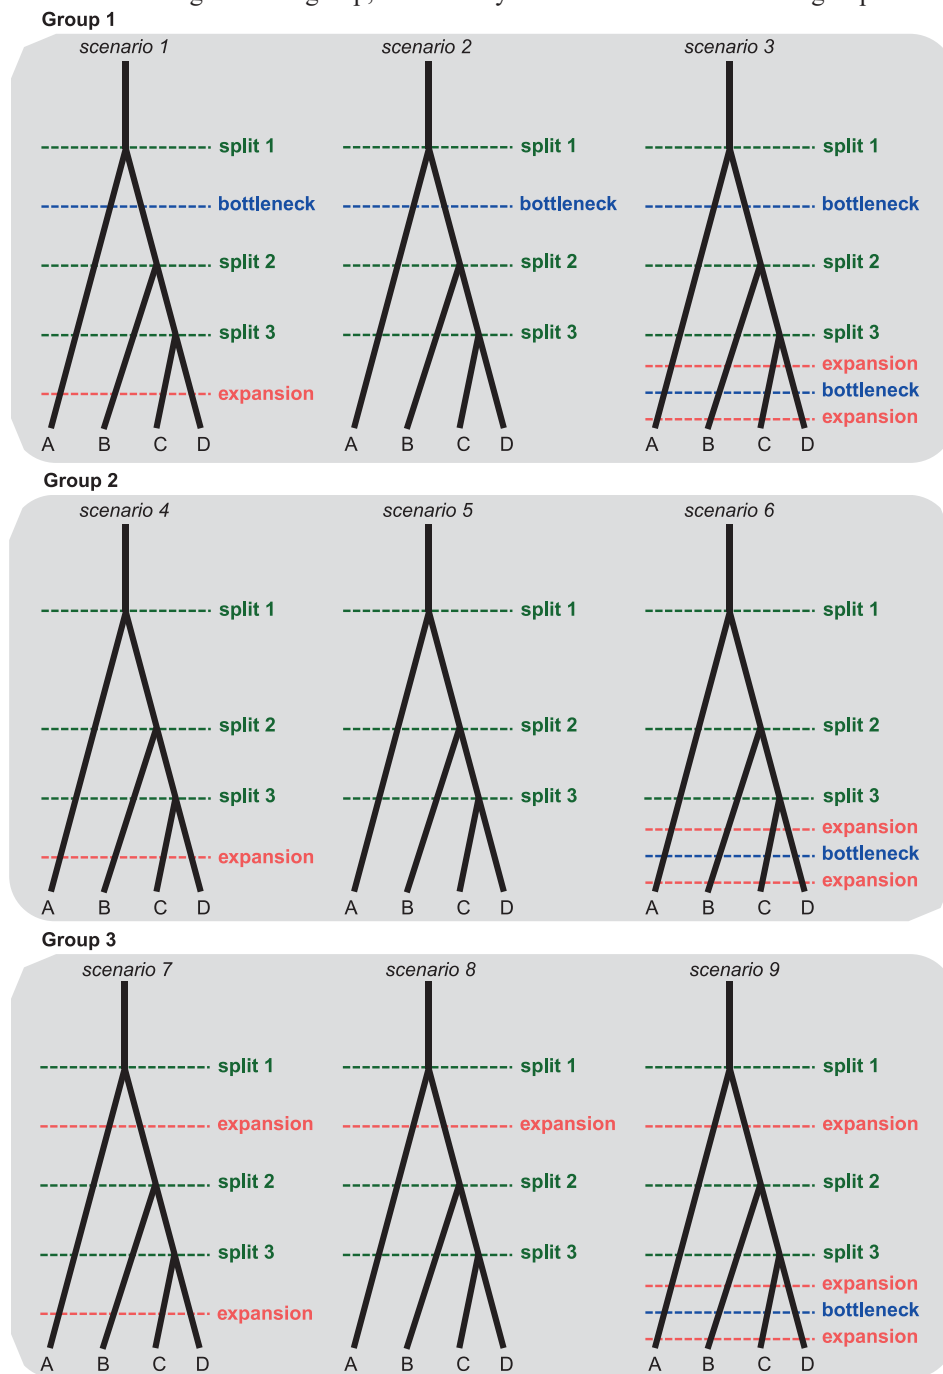 Group 1
scenario 1 scenario 2 scenario 3
split 1 split 1 split 1
bottleneck bottleneck bottleneck
split 2 split 2 split 2
split 3 split 3 split 3
expansion
expansion bottleneck
expansion
A B C D A B C D A B C D
Group 2
scenario 4 scenario 5 scenario 6
split 1 split 1 split 1
split 2 split 2 split 2
split 3 split 3 split 3
expansion
expansion bottleneck
expansion
A B C D A B C D A B C D
Group 3
scenario 7 scenario 8 scenario 9
split 1 split 1 split 1
expansion expansion expansion
split 2 split 2 split 2
split 3 split 3 split 3
expansion
expansion bottleneck
expansion
A B C D A B C D A B C D